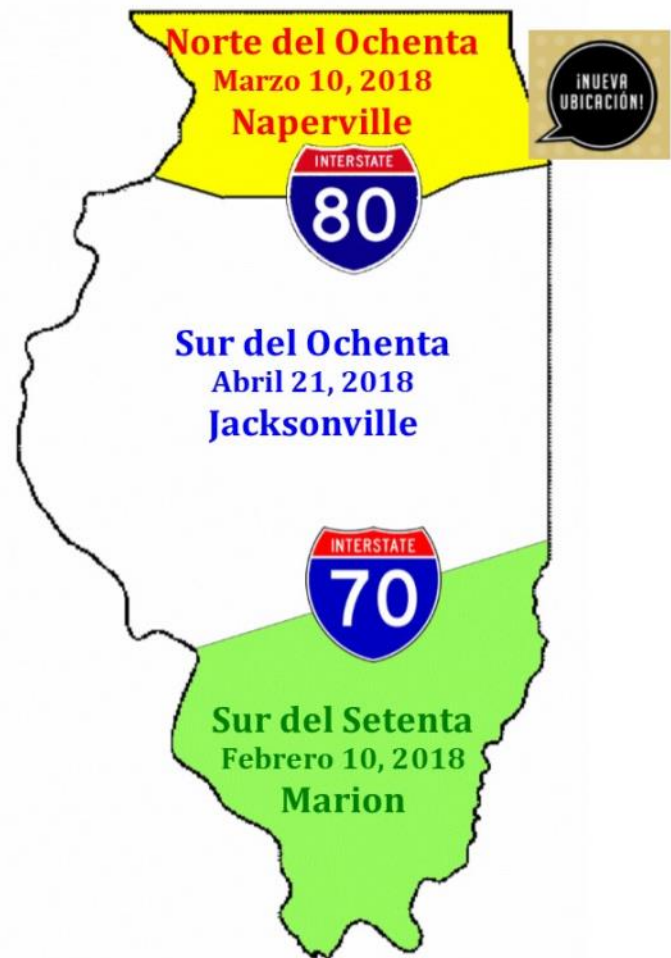 Norte del Ochenta
Marzo 10, 2018
Naperville
¡NUEVA
UBICACIÓN!
INTERSTATE
80
Sur del Ochenta
Abril 21, 2018
Jacksonville
INTERSTATE
70
Sur del Setenta
Febrero 10, 2018
Marion